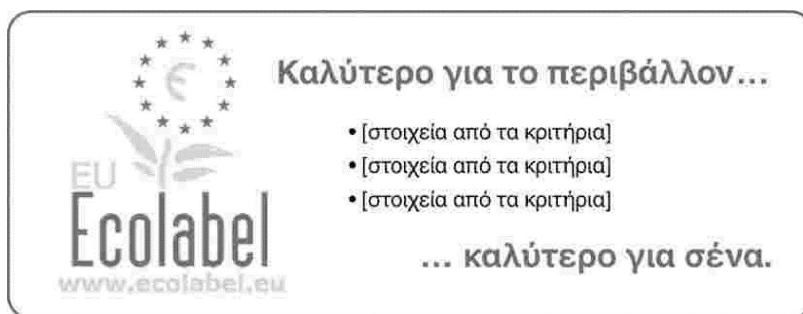 Καλύτερο για το περιβάλλον...
• [στοιχεία από τα κριτήρια]
• [στοιχεία από τα κριτήρια]
• [στοιχεία από τα κριτήρια]
... καλύτερο για σένα.
EU
Ecolabel
www.ecolabel.eu